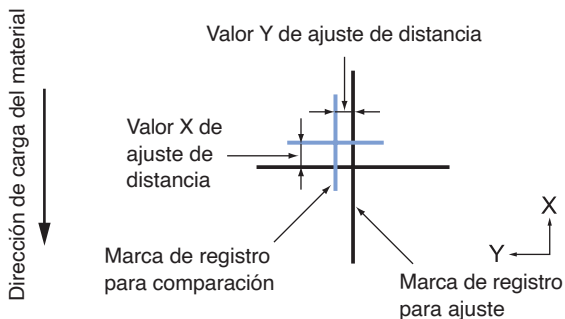 Dirección de carga del material
Valor Y de ajuste de distancia
Valor X de
ajuste de
distancia
Marca de registro
para comparación
Marca de registro
para ajuste
X
Y